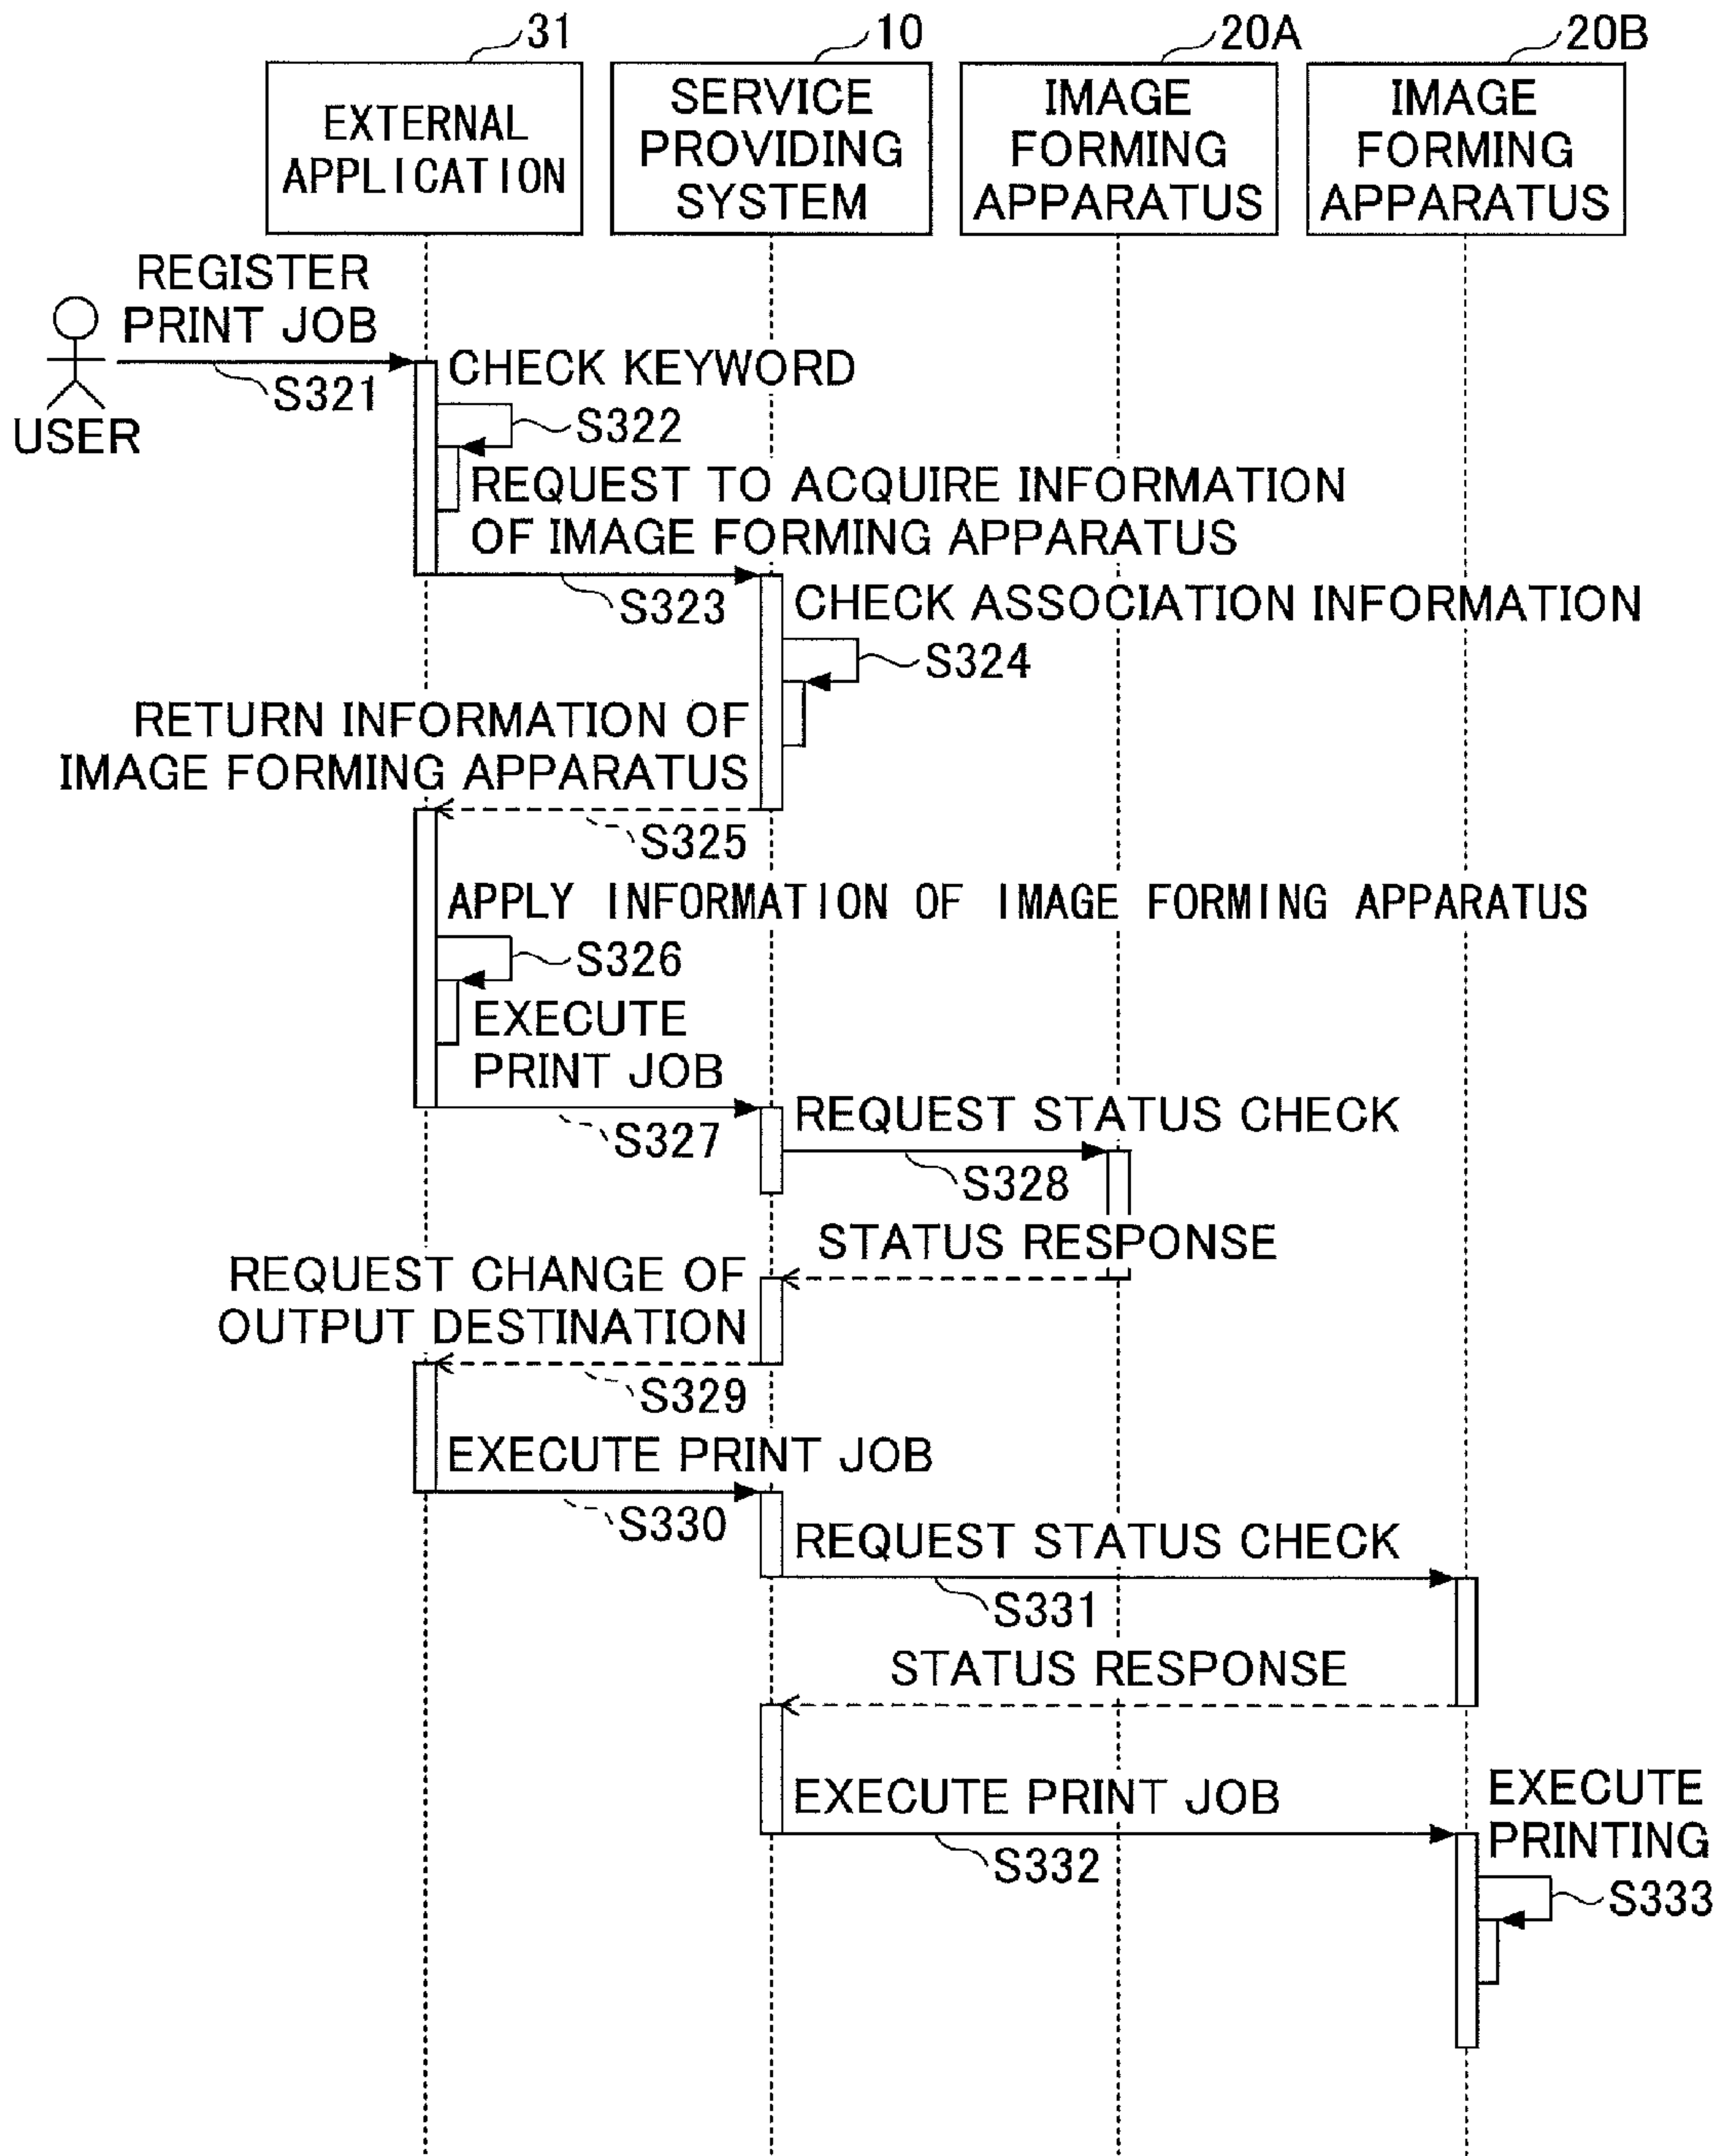 31
10
20A
20B
EXTERNAL
APPLICATION
SERVICE
PROVIDING
SYSTEM
IMAGE
FORMING
APPARATUS
IMAGE
FORMING
APPARATUS
REGISTER
PRINT JOB
USER
S321
CHECK KEYWORD
S322
REQUEST TO ACQUIRE INFORMATION
OF IMAGE FORMING APPARATUS
S323
CHECK ASSOCIATION INFORMATION
S324
RETURN INFORMATION OF
IMAGE FORMING APPARATUS
S325
APPLY INFORMATION OF IMAGE FORMING APPARATUS
S326
EXECUTE
PRINT JOB
S327
REQUEST STATUS CHECK
S328
STATUS RESPONSE
REQUEST CHANGE OF
OUTPUT DESTINATION
S329
EXECUTE PRINT JOB
S330
REQUEST STATUS CHECK
S331
STATUS RESPONSE
EXECUTE PRINT JOB
S332
EXECUTE
PRINTING
S333